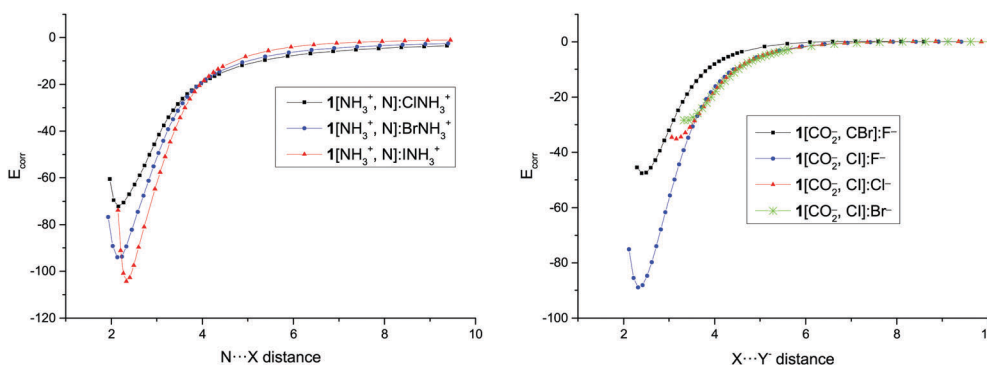 E_corr
0
-20
-40
-60
-80
-100
-120
2
4
6
8
10
N···X distance
1[NH₃⁺, N]:ClNH₃⁺
1[NH₃⁺, N]:BrNH₃⁺
1[NH₃⁺, N]:INH₃⁺
E_corr
0
-20
-40
-60
-80
-100
2
4
6
8
1
X···Y⁻ distance
1[CO₂⁻, CBr]:F⁻
1[CO₂⁻, CI]:F⁻
1[CO₂⁻, CI]:Cl⁻
1[CO₂⁻, CI]:Br⁻